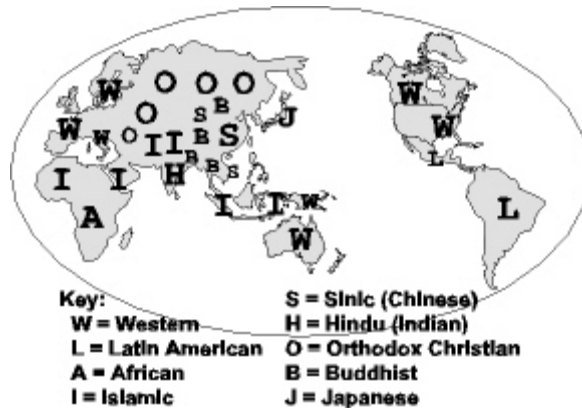 O O O
W W
B
O S J
W W O B S W
I I B L
B
I I H S
I I W L
A
W
Key:
W = Western
L = Latin American
A = African
I = Islamic
S = Sinic (Chinese)
H = Hindu (Indian)
O = Orthodox Christian
B = Buddhist
J = Japanese